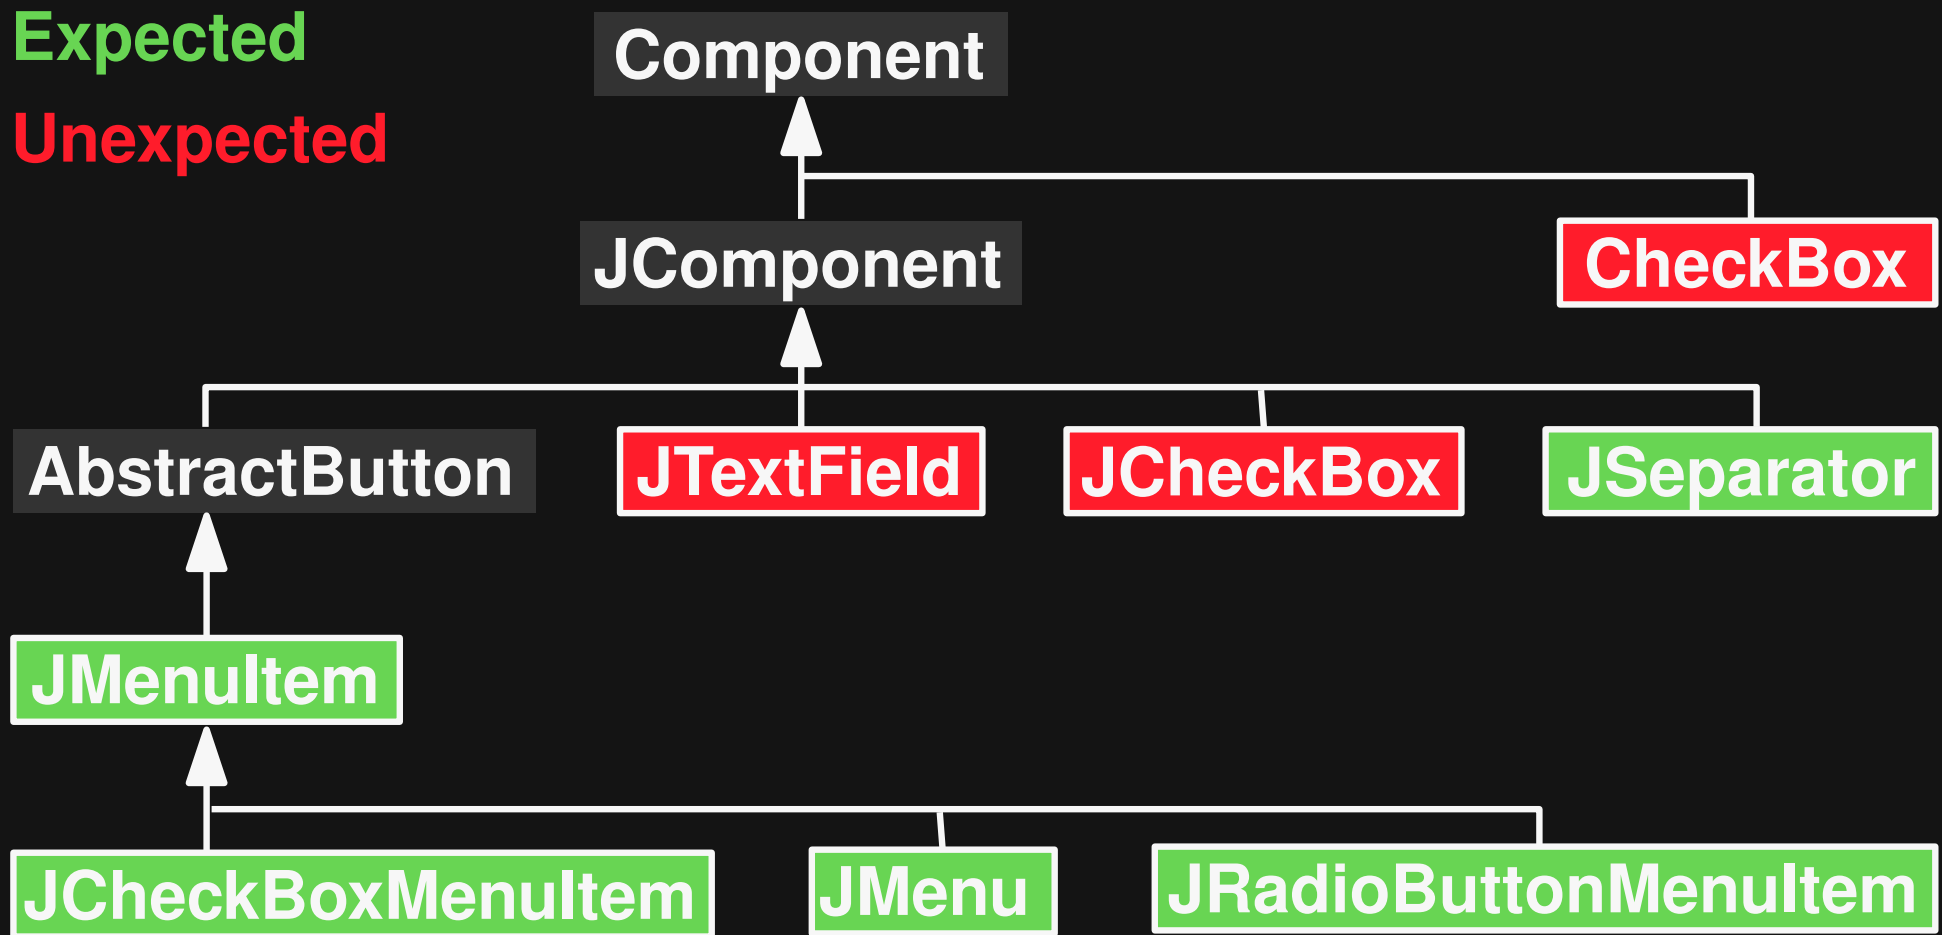 Expected
Unexpected
Component
JComponent
CheckBox
AbstractButton
JTextField
JCheckBox
JSeparator
JMenuItem
JCheckBoxMenuItem
JMenu
JRadioButtonMenuItem